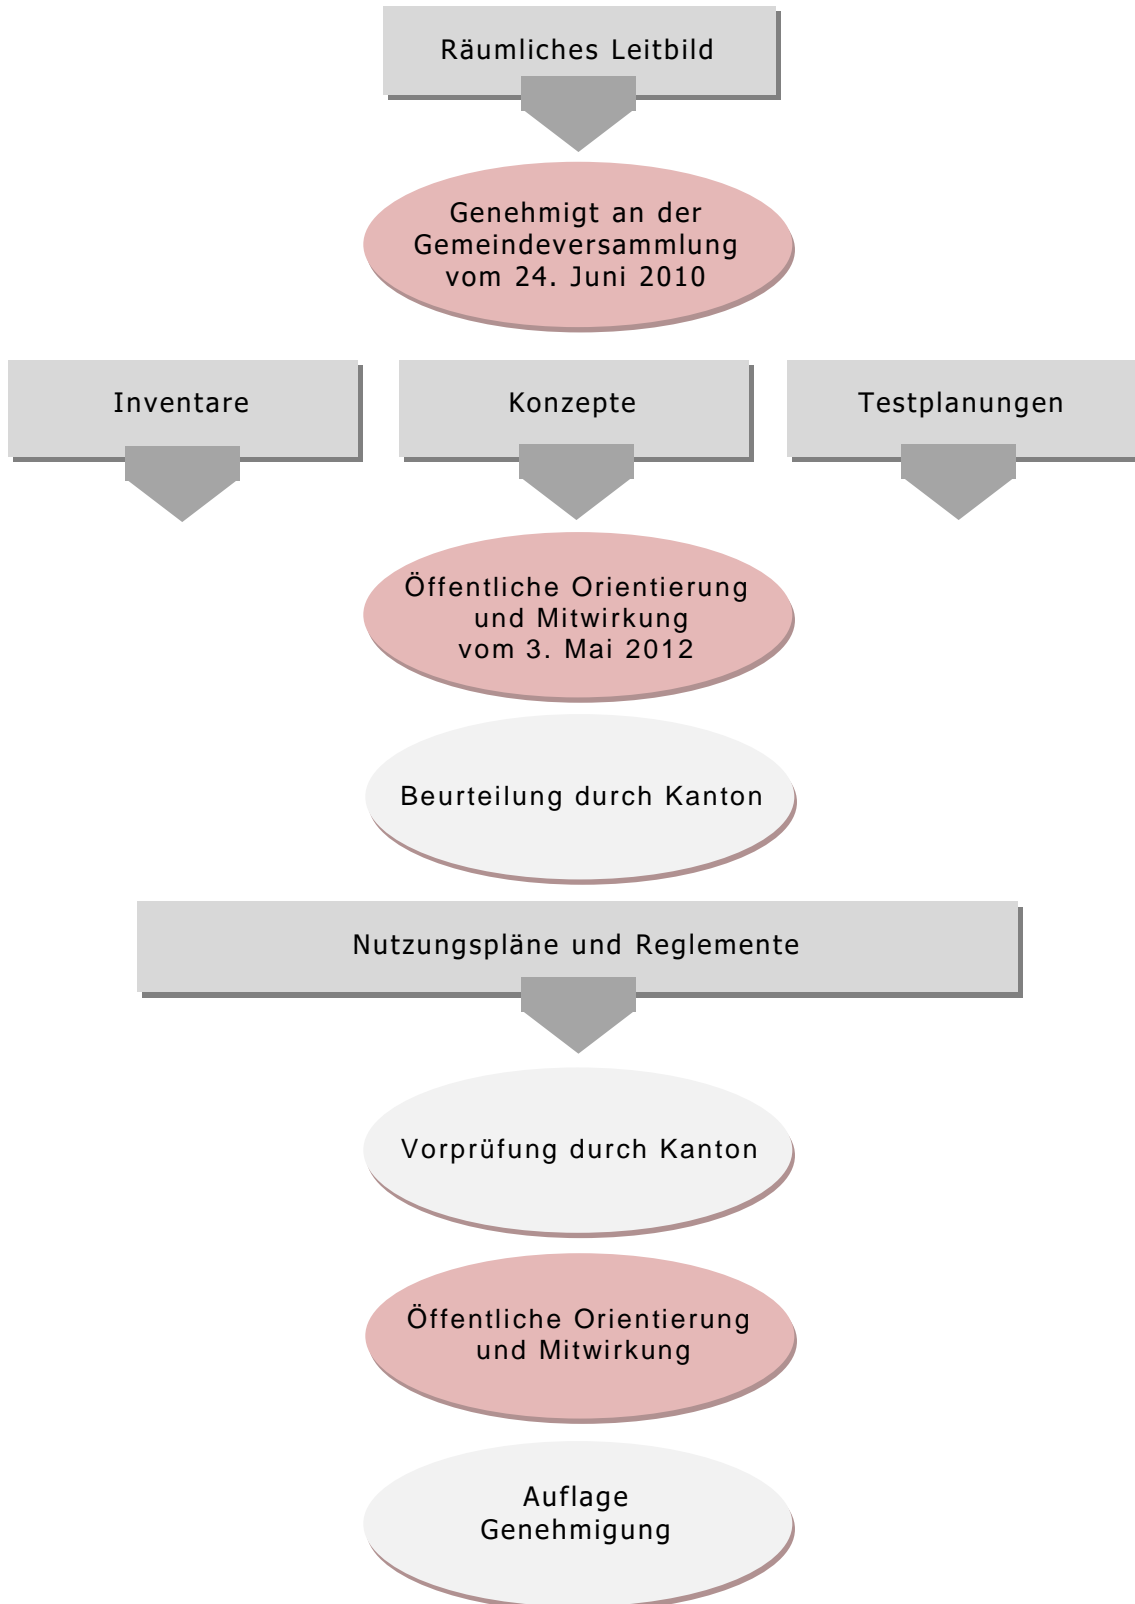 Räumliches Leitbild
Genehmigt an der
Gemeindeversammlung
vom 24. Juni 2010
Inventare
Konzepte
Testplanungen
Öffentliche Orientierung
und Mitwirkung
vom 3. Mai 2012
Beurteilung durch Kanton
Nutzungspläne und Reglemente
Vorprüfung durch Kanton
Öffentliche Orientierung
und Mitwirkung
Auflage
Genehmigung